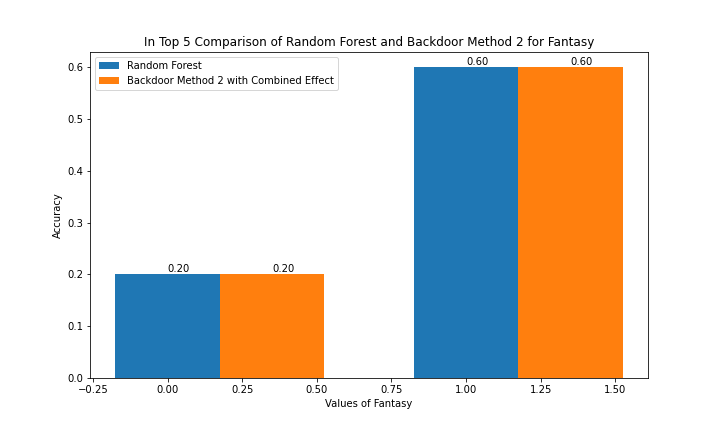 In Top 5 Comparison of Random Forest and Backdoor Method 2 for Fantasy
Random Forest
Backdoor Method 2 with Combined Effect
0.60 0.60
0.20 0.20
0.6
0.5
0.4
0.3
0.2
0.1
0.0
Accuracy
−0.25 0.00 0.25 0.50 0.75 1.00 1.25 1.50
Values of Fantasy